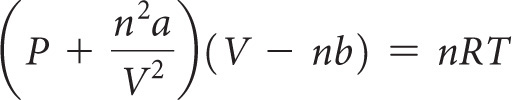 (P + n²a/V²)(V − nb) = nRT